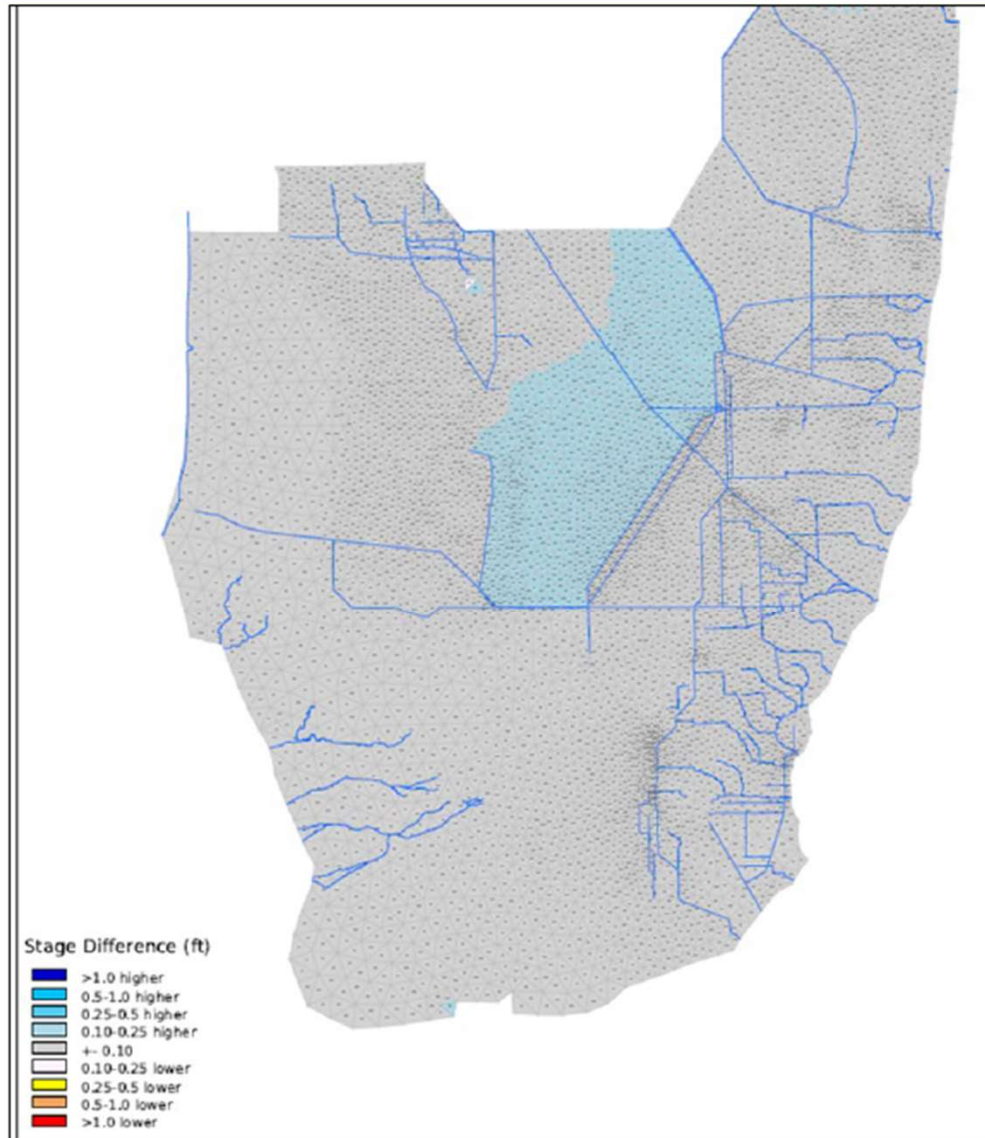 Stage Difference (ft)
>1.0 higher
0.5-1.0 higher
0.25-0.5 higher
0.10-0.25 higher
+- 0.10
0.10-0.25 lower
0.25-0.5 lower
0.5-1.0 lower
>1.0 lower